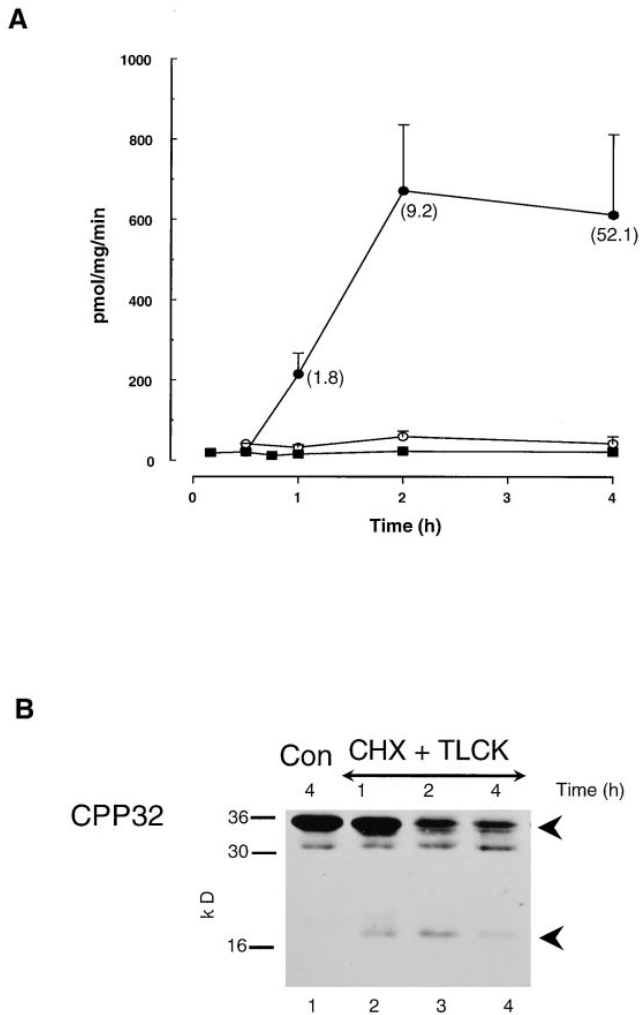 A
1000
800
600
400
200
0
pmol/mg/min
(1.8)
(9.2)
(52.1)
0 1 2 3 4
Time (h)
B
Con CHX + TLCK
4 1 2 4 Time (h)
CPP32
36
30
16
kD
1 2 3 4